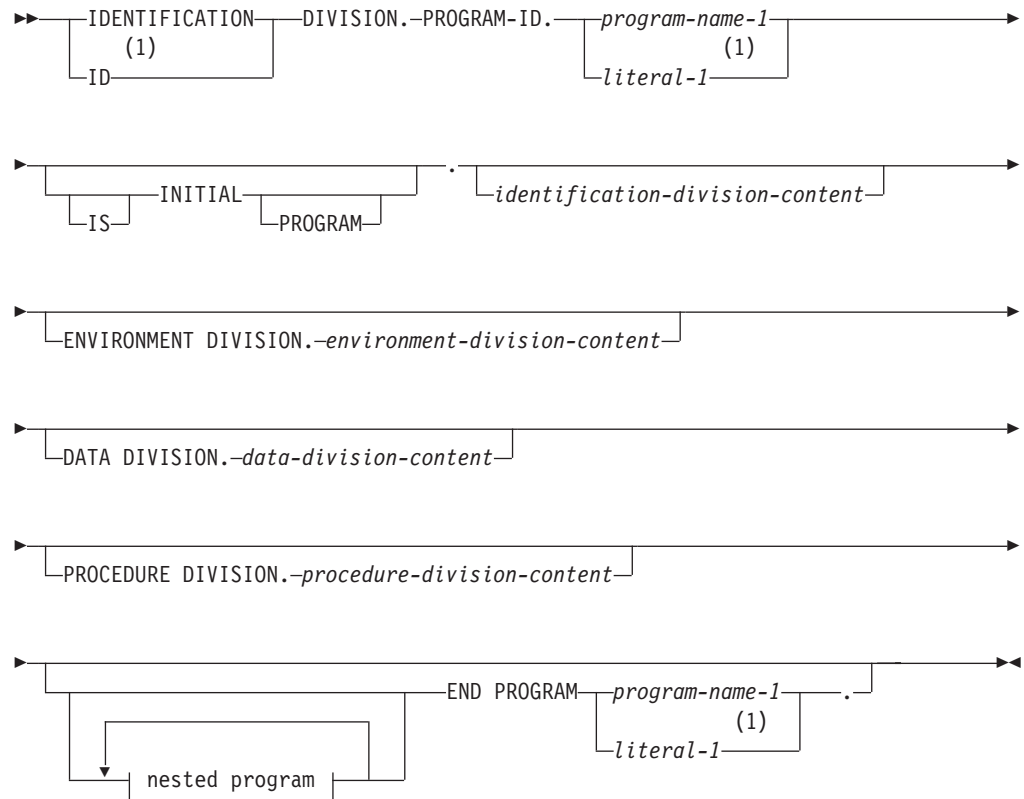 IDENTIFICATION DIVISION. PROGRAM-ID. program-name-1
(1) (1)
ID literal-1
INITIAL . identification-division-content
IS PROGRAM
ENVIRONMENT DIVISION. environment-division-content
DATA DIVISION. data-division-content
PROCEDURE DIVISION. procedure-division-content
END PROGRAM program-name-1 .
(1)
literal-1
nested program